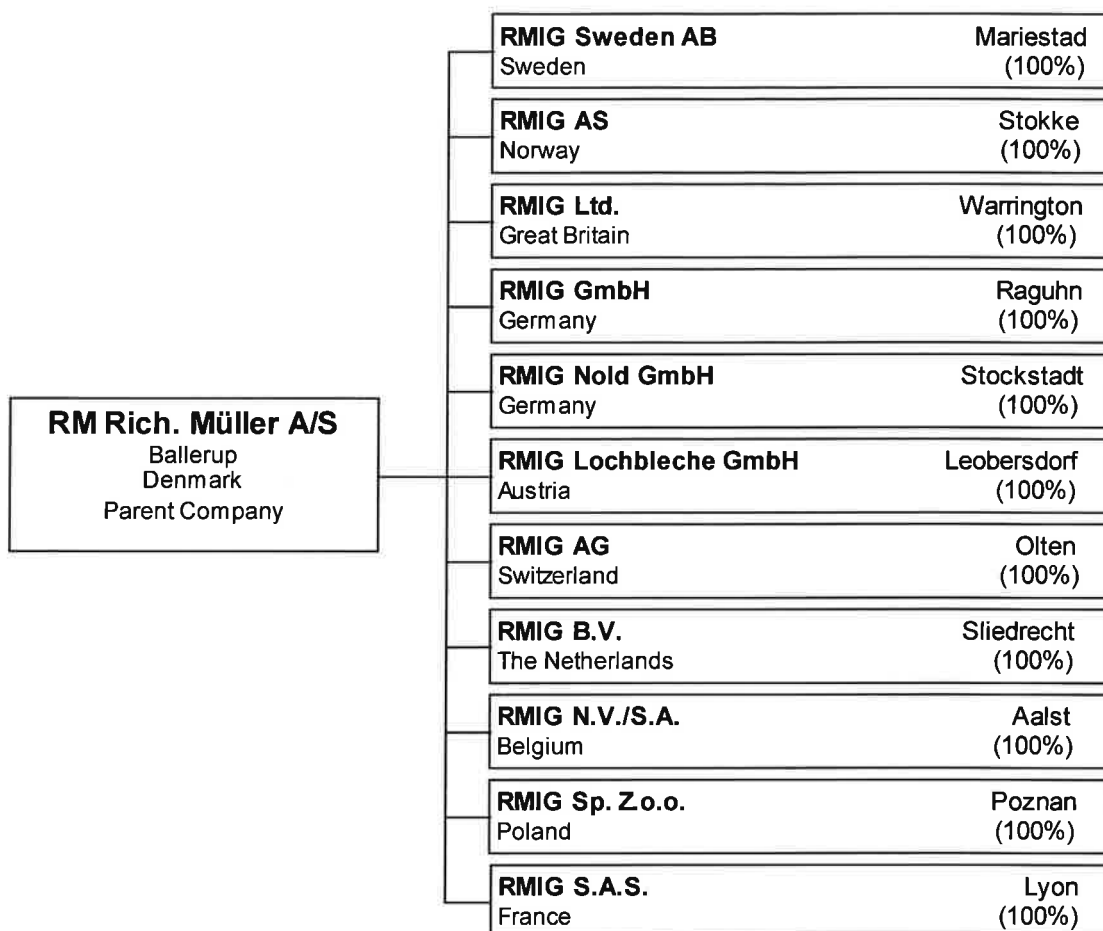 RMIG Sweden AB Mariestad
Sweden (100%)
RMIG AS Stokke
Norway (100%)
RMIG Ltd. Warrington
Great Britain (100%)
RMIG GmbH Raguhn
Germany (100%)
RMIG Nold GmbH Stockstadt
Germany (100%)
RM Rich. Müller A/S
Ballerup
Denmark
Parent Company
RMIG Lochbleche GmbH Leobersdorf
Austria (100%)
RMIG AG Olten
Switzerland (100%)
RMIG B.V. Sliedrecht
The Netherlands (100%)
RMIG N.V./S.A. Aalst
Belgium (100%)
RMIG Sp. Z.o.o. Poznan
Poland (100%)
RMIG S.A.S. Lyon
France (100%)